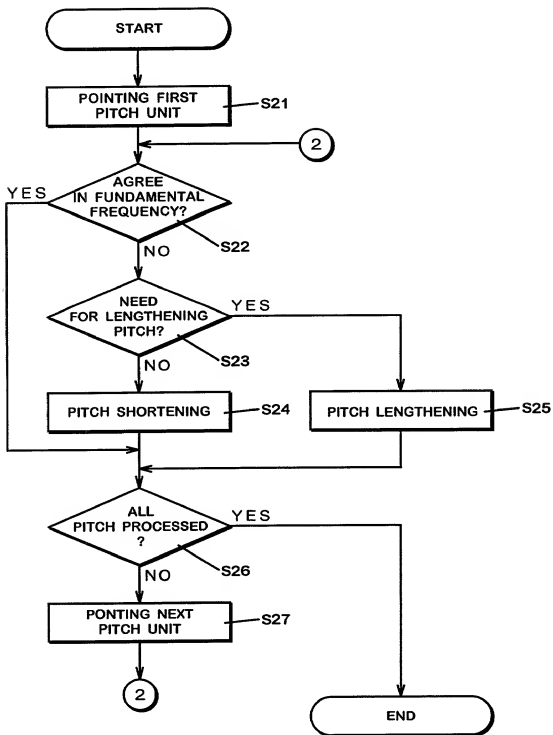 START
POINTING FIRST
PITCH UNIT
S21
2
YES
AGREE
IN FUNDAMENTAL
FREQUENCY?
S22
NO
NEED
FOR LENGTHENING
PITCH?
YES
S23
NO
PITCH SHORTENING
S24
PITCH LENGTHENING
S25
ALL
PITCH PROCESSED
?
YES
S26
NO
PONTING NEXT
PITCH UNIT
S27
2
END